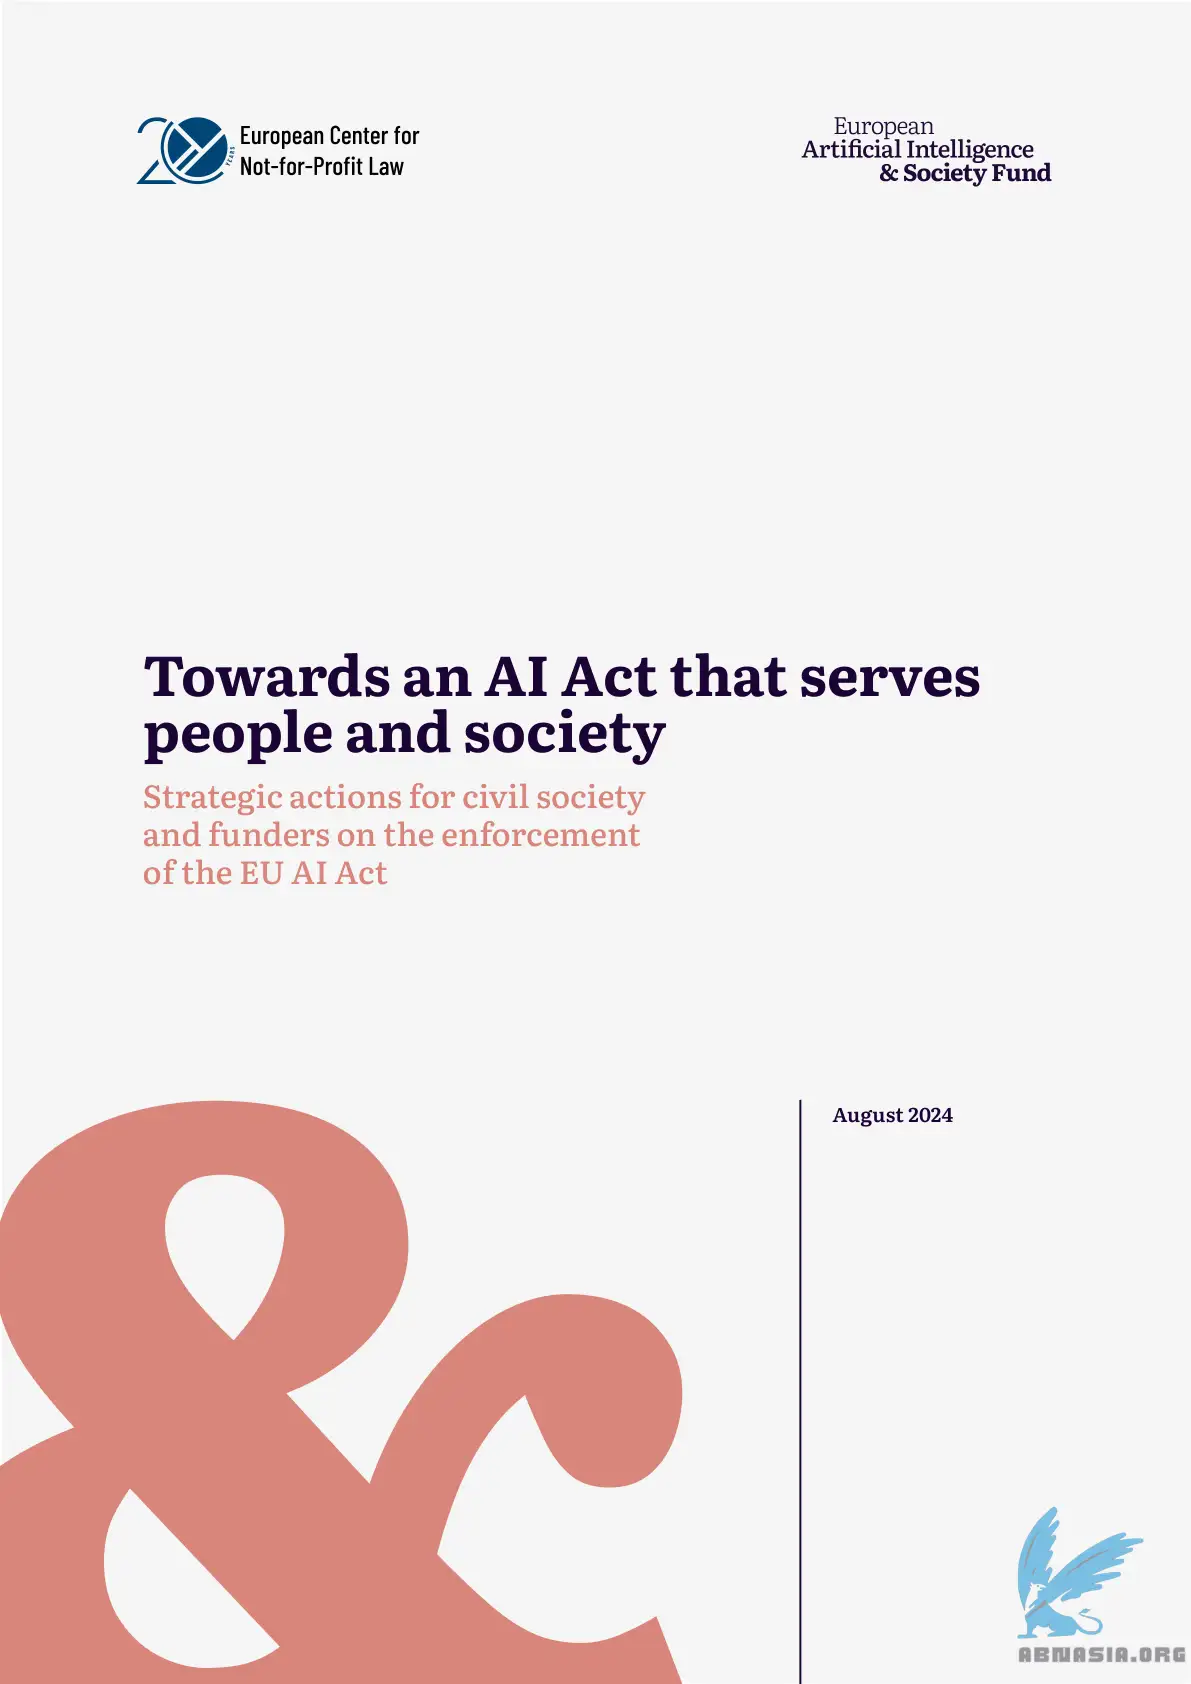 20 YEARS
European Center for
Not-for-Profit Law
European
Artificial Intelligence
& Society Fund
Towards an AI Act that serves
people and society
Strategic actions for civil society
and funders on the enforcement
of the EU AI Act
August 2024
&
ABNASIA.ORG